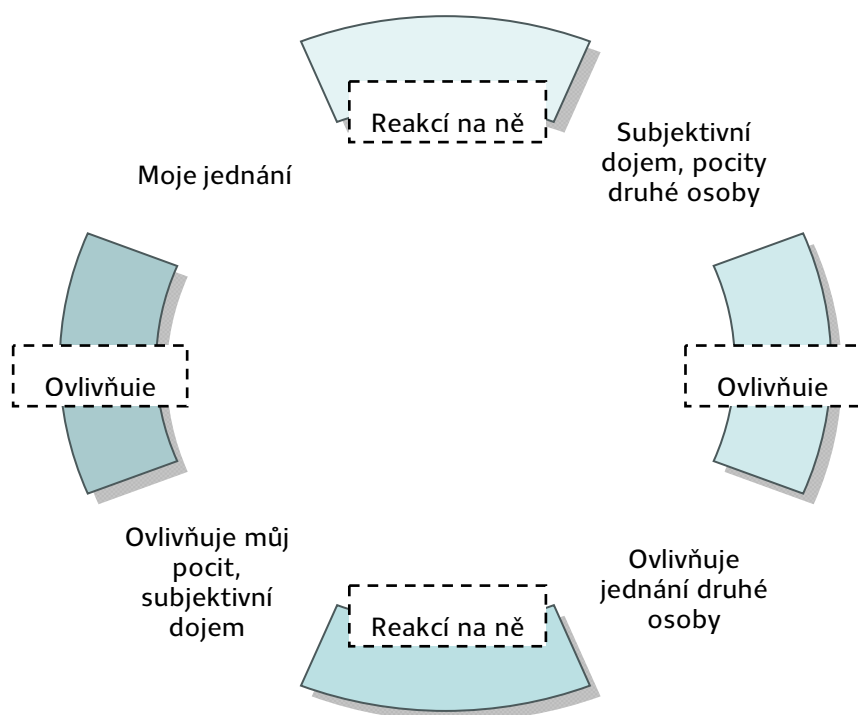 Reakcí na ně
Moje jednání
Subjektivní
dojem, pocity
druhé osoby
Ovlivňuie
Ovlivňuie
Ovlivňuje můj
pocit,
subjektivní
dojem
Reakcí na ně
Ovlivňuje
jednání druhé
osoby